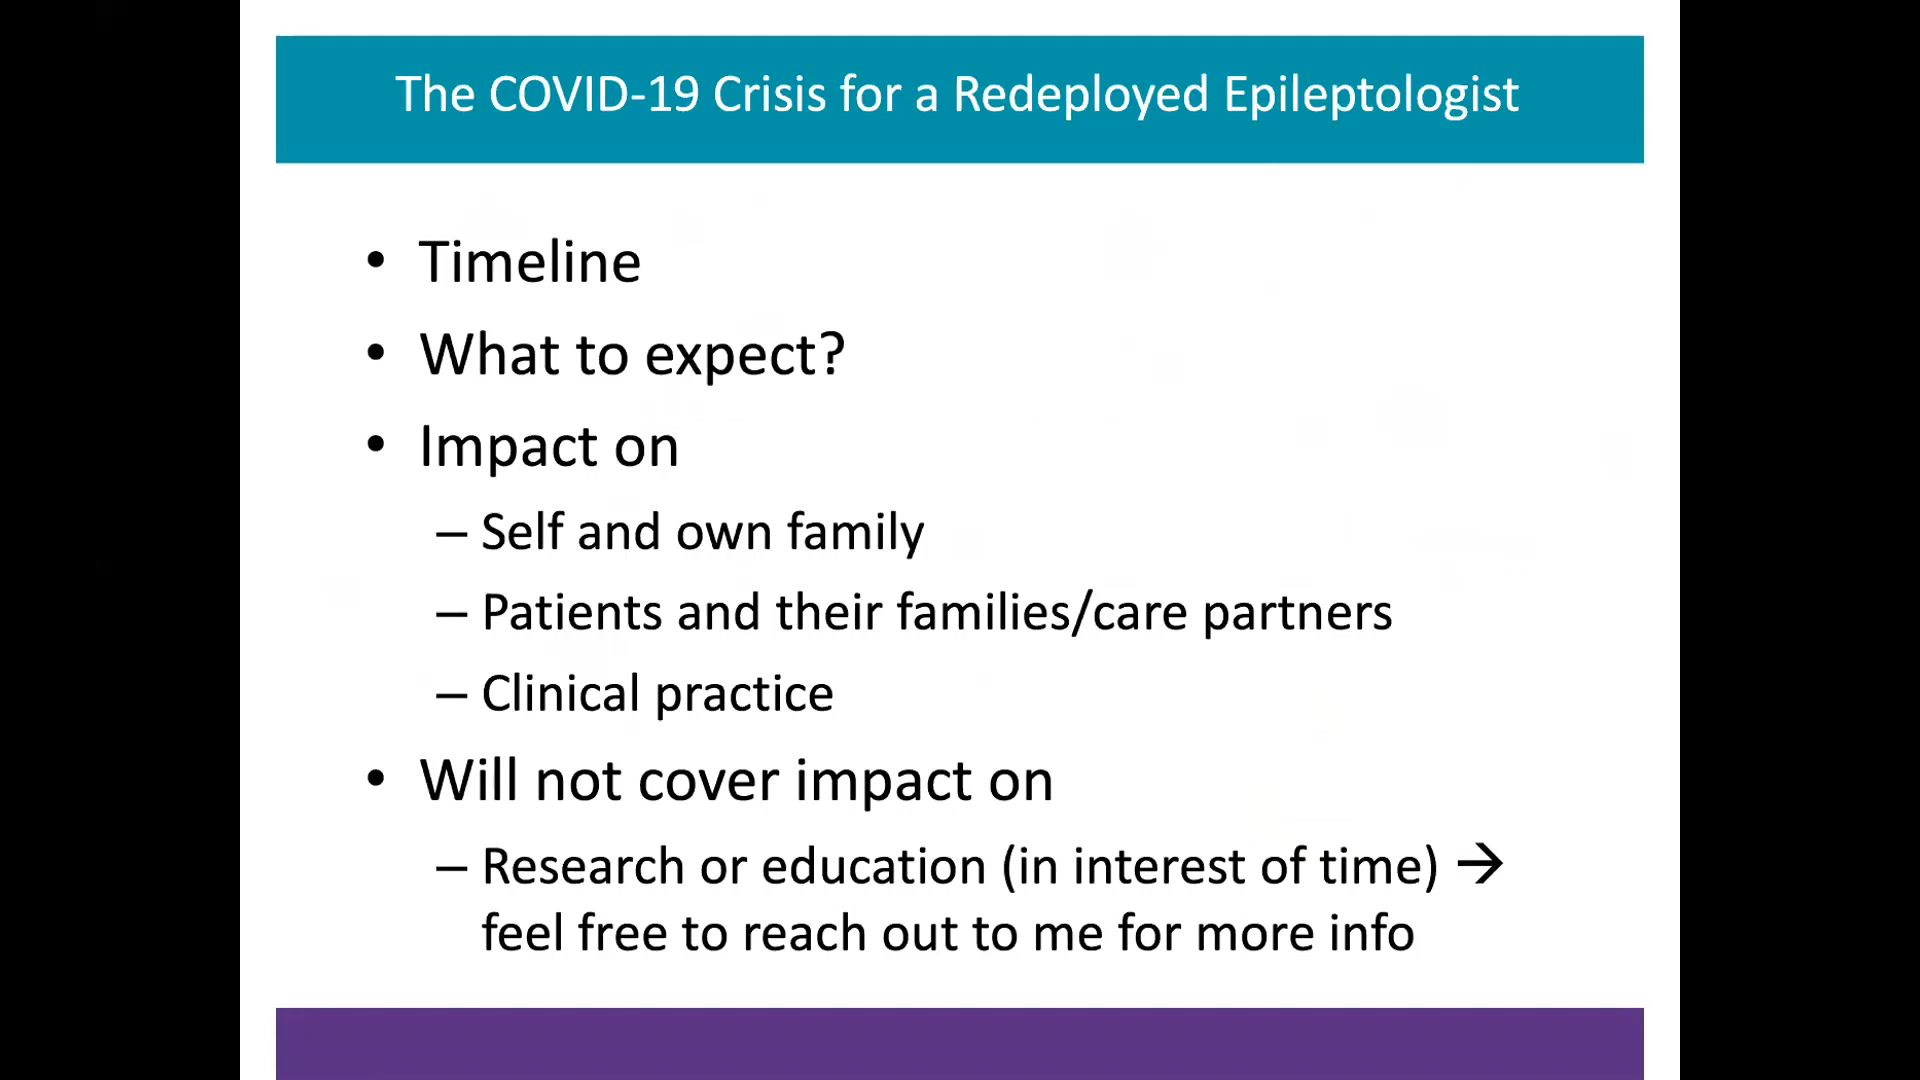 The COVID-19 Crisis for a Redeployed Epileptologist
• Timeline
• What to expect?
• Impact on
– Self and own family
– Patients and their families/care partners
– Clinical practice
• Will not cover impact on
– Research or education (in interest of time) →
feel free to reach out to me for more info